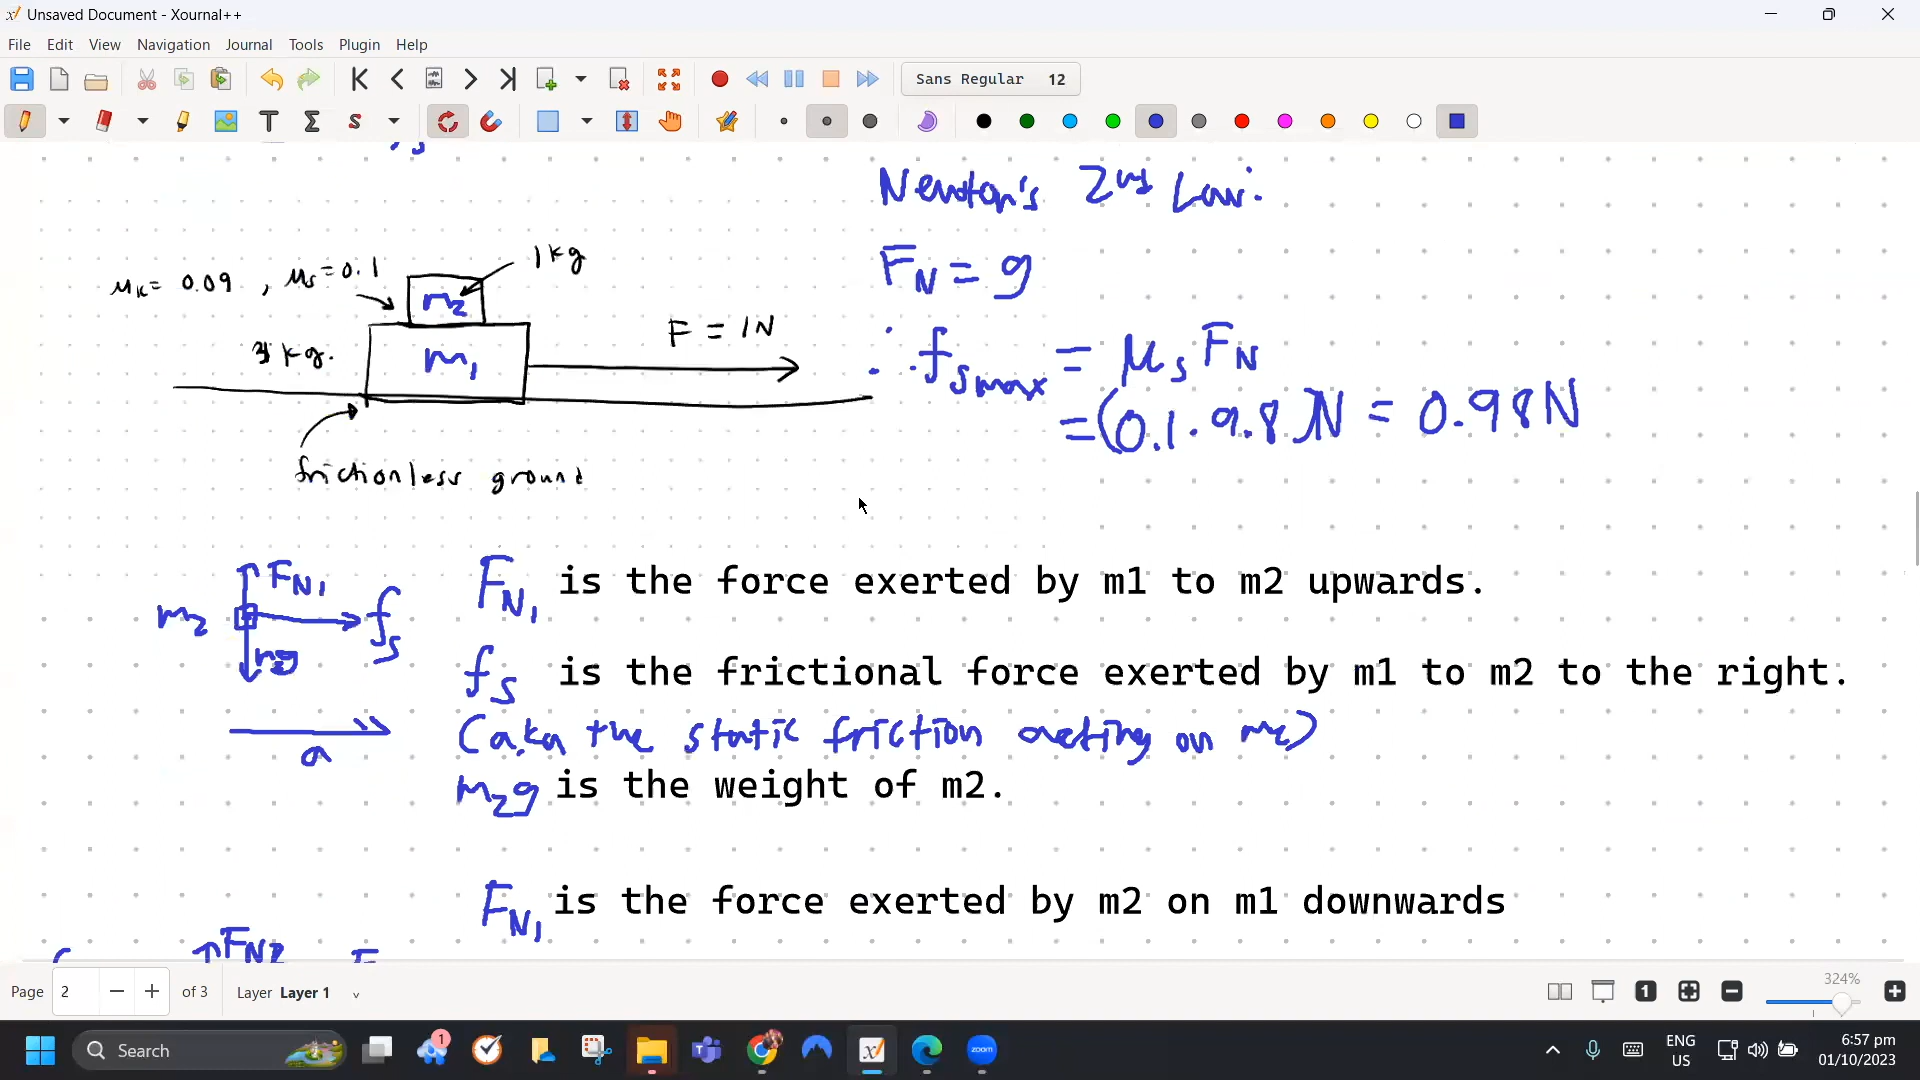 Unsaved Document - Xournal++
File Edit View Navigation Journal Tools Plugin Help
Sans Regular 12
Newton's 2nd Law:
μk = 0.09 , μs = 0.1
1kg
m2
FN = g
F = 1N
kg.
m1
∴ fsmax = μs FN
= (0.1 · 9.8)N = 0.98N
frictionless ground
FN1
m2
fs
m2g
a
FN1 is the force exerted by m1 to m2 upwards.
fs is the frictional force exerted by m1 to m2 to the right.
(aka the static friction acting on m2)
m2g is the weight of m2.
FN1 is the force exerted by m2 on m1 downwards
FN2
F
Page 2 of 3 Layer Layer 1
324%
Search
1
zoom
ENG
US
6:57 pm
01/10/2023